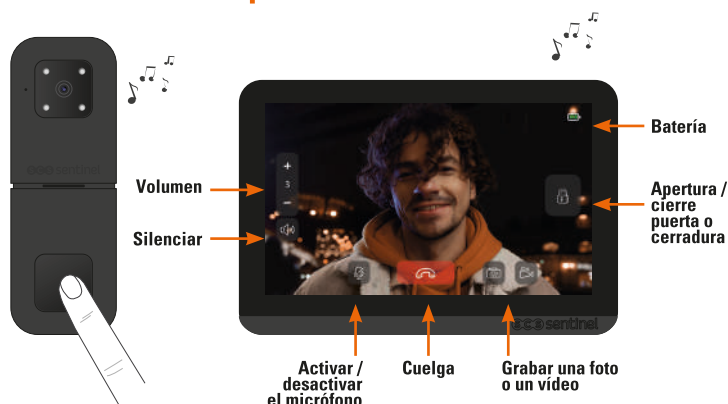 Batería
+
3
−
Volumen
Silenciar
Apertura /
cierre
puerta o
cerradura
sentinel
Activar /
desactivar
el micrófono
Cuelga
Grabar una foto
o un vídeo